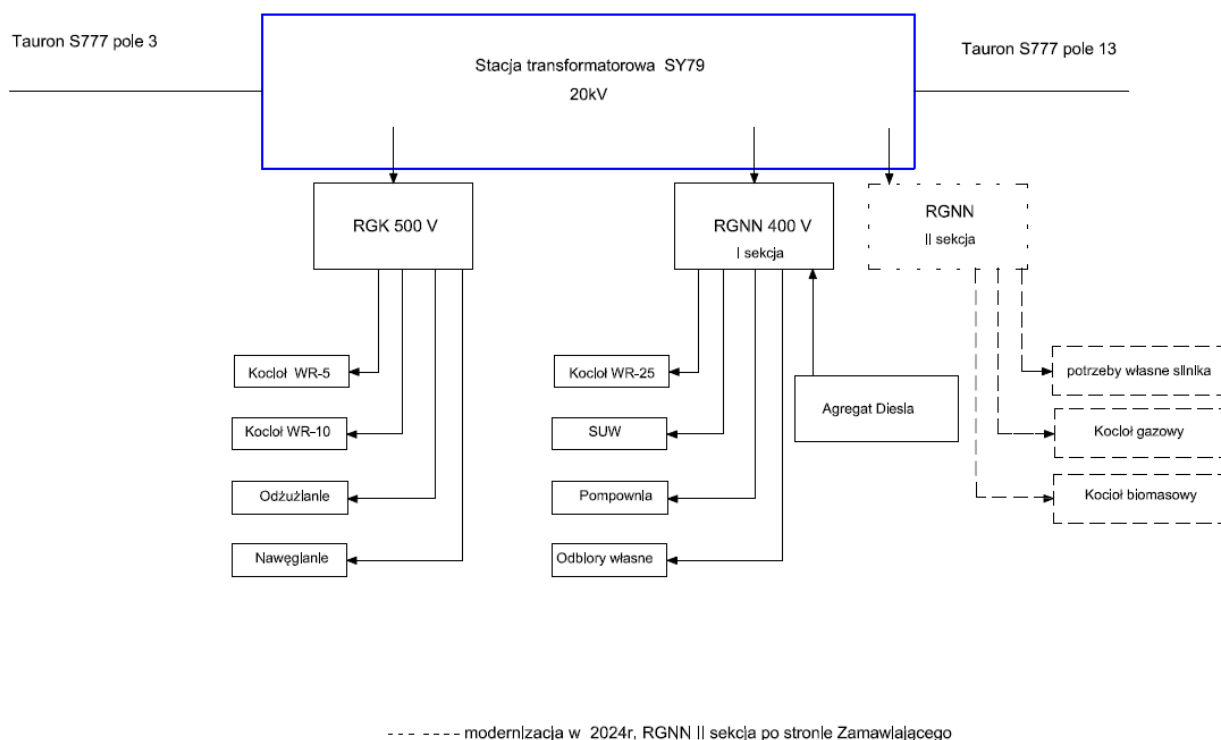 Tauron S777 pole 3
Stacja transformatorowa SY79
20kV
Tauron S777 pole 13
RGK 500 V
RGNN 400 V
I sekcja
RGNN
II sekcja
Kocioł WR-5
Kocioł WR-10
Odżużlanie
Nawęglanie
Kocioł WR-25
SUW
Pompownia
Odbiory własne
Agregat Diesla
potrzeby własne silnika
Kocioł gazowy
Kocioł biomasowy
modernizacja w 2024r, RGNN II sekcja po stronie Zamawiającego